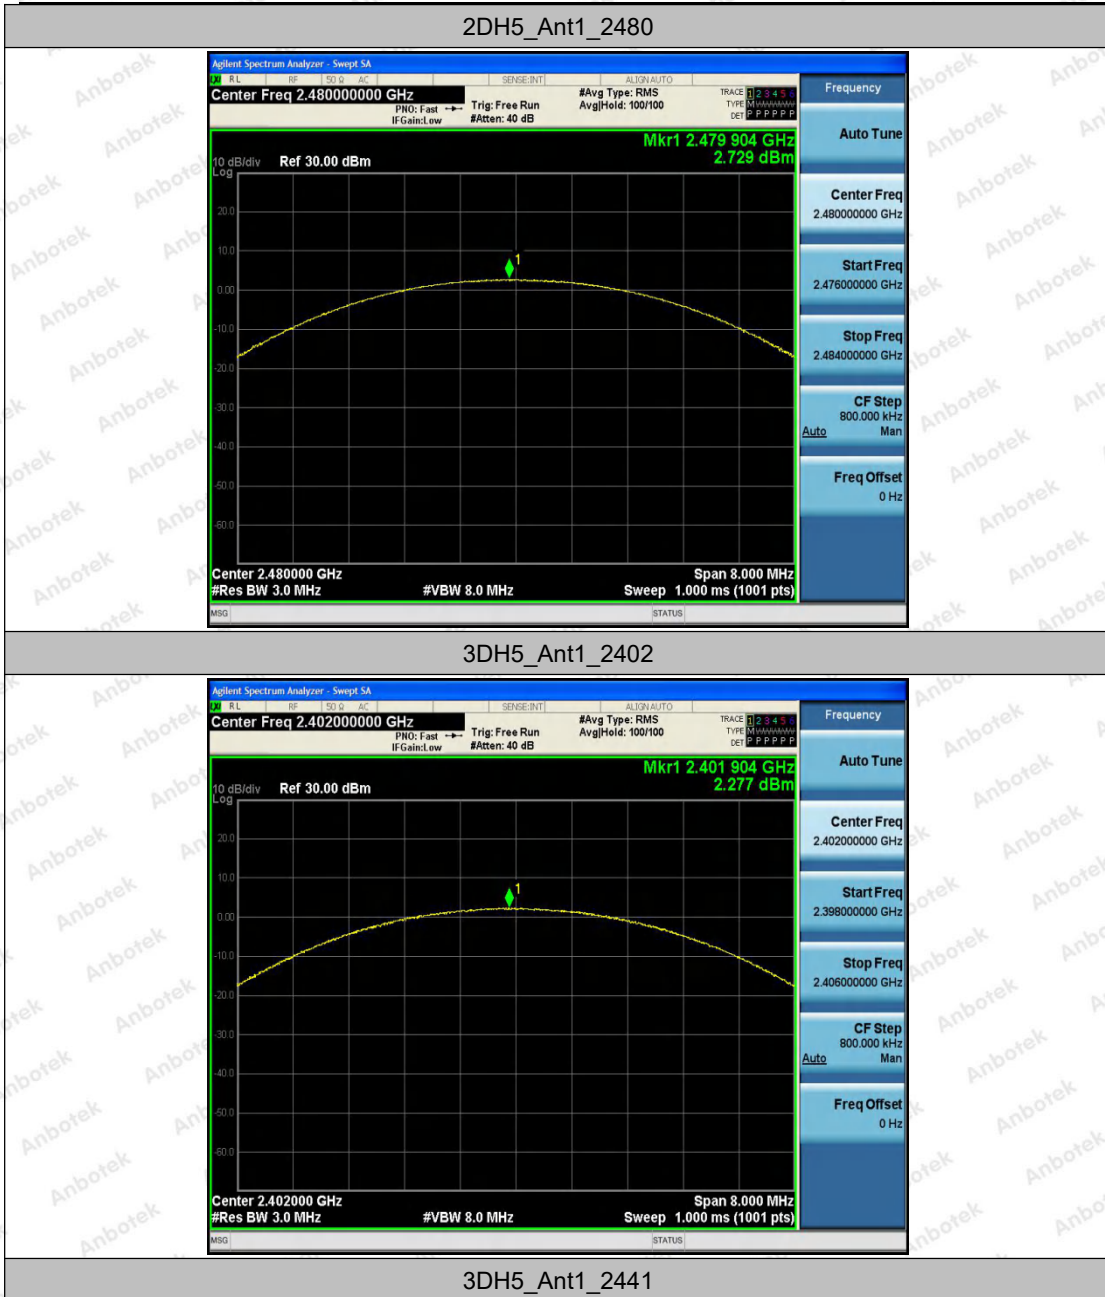 2DH5_Ant1_2480
Agilent Spectrum Analyzer - Swept SA
RL RF 50 Ω AC SENSE:INT ALIGN AUTO
Center Freq 2.480000000 GHz
PNO: Fast
IFGain:Low
Trig: Free Run
#Atten: 40 dB
#Avg Type: RMS
Avg|Hold: 100/100
TRACE 1 2 3 4 5 6
TYPE M
DET P P P P P P
Mkr1 2.479 904 GHz
2.729 dBm
10 dB/div Ref 30.00 dBm
Log
20.0
10.0
0.00
-10.0
-20.0
-30.0
-40.0
-50.0
-60.0
1
Center 2.480000 GHz Span 8.000 MHz
#Res BW 3.0 MHz #VBW 8.0 MHz Sweep 1.000 ms (1001 pts)
MSG STATUS
Frequency
Auto Tune
Center Freq
2.480000000 GHz
Start Freq
2.476000000 GHz
Stop Freq
2.484000000 GHz
CF Step
800.000 kHz
Auto Man
Freq Offset
0 Hz
3DH5_Ant1_2402
Agilent Spectrum Analyzer - Swept SA
RL RF 50 Ω AC SENSE:INT ALIGN AUTO
Center Freq 2.402000000 GHz
PNO: Fast
IFGain:Low
Trig: Free Run
#Atten: 40 dB
#Avg Type: RMS
Avg|Hold: 100/100
TRACE 1 2 3 4 5 6
TYPE M
DET P P P P P P
Mkr1 2.401 904 GHz
2.277 dBm
10 dB/div Ref 30.00 dBm
Log
20.0
10.0
0.00
-10.0
-20.0
-30.0
-40.0
-50.0
-60.0
1
Center 2.402000 GHz Span 8.000 MHz
#Res BW 3.0 MHz #VBW 8.0 MHz Sweep 1.000 ms (1001 pts)
MSG STATUS
Frequency
Auto Tune
Center Freq
2.402000000 GHz
Start Freq
2.398000000 GHz
Stop Freq
2.406000000 GHz
CF Step
800.000 kHz
Auto Man
Freq Offset
0 Hz
3DH5_Ant1_2441
Anbotek